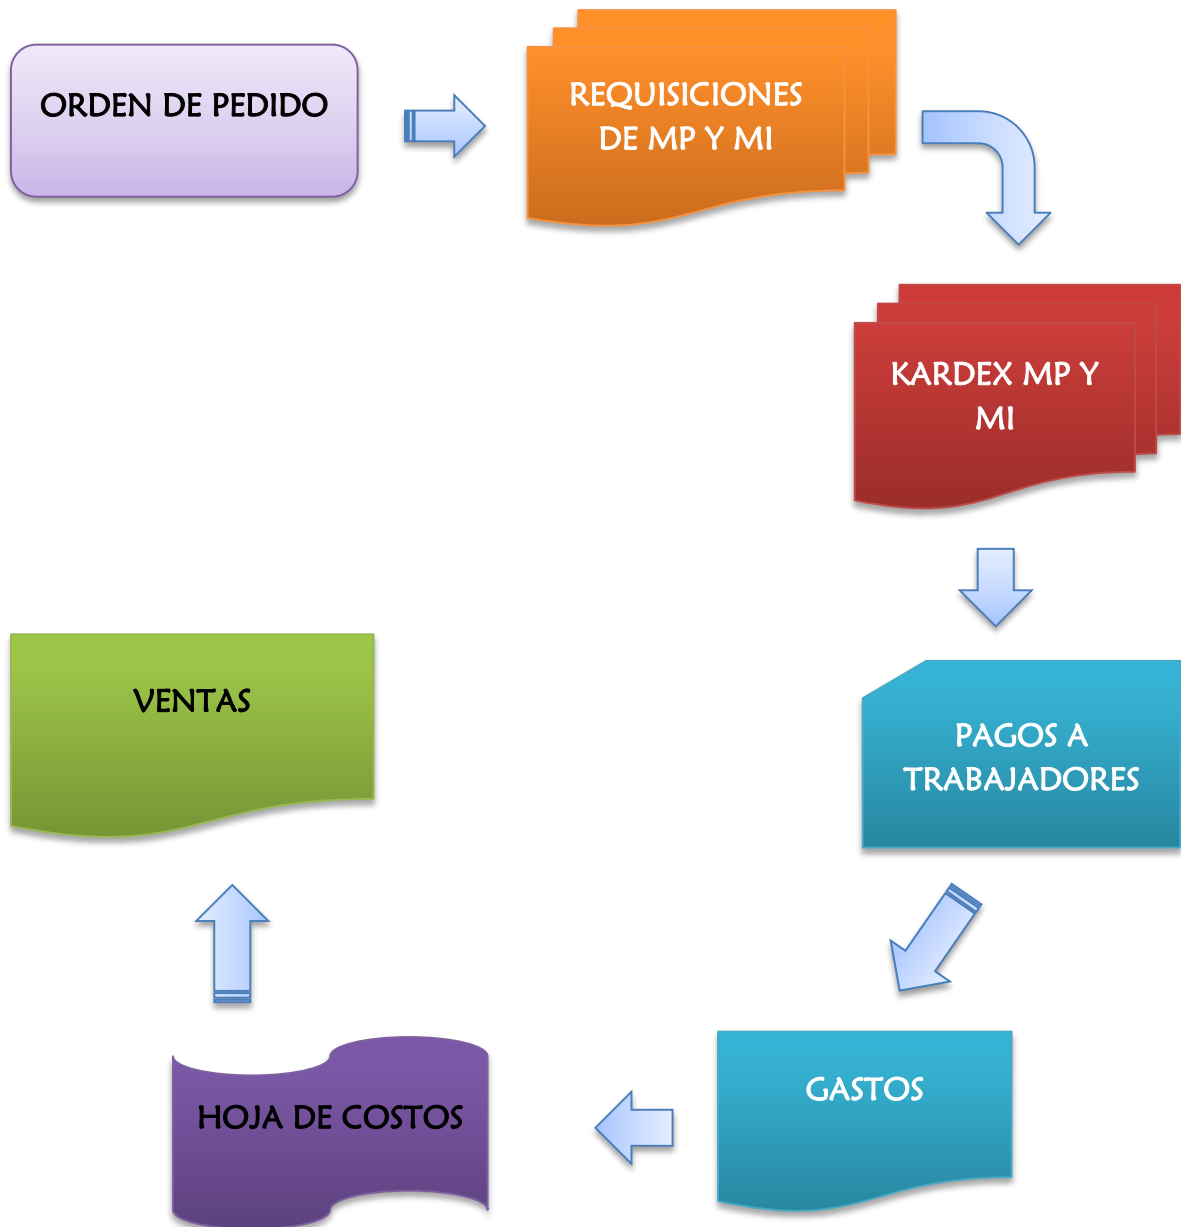 ORDEN DE PEDIDO
REQUISICIONES
DE MP Y MI
KARDEX MP Y
MI
PAGOS A
TRABAJADORES
GASTOS
HOJA DE COSTOS
VENTAS